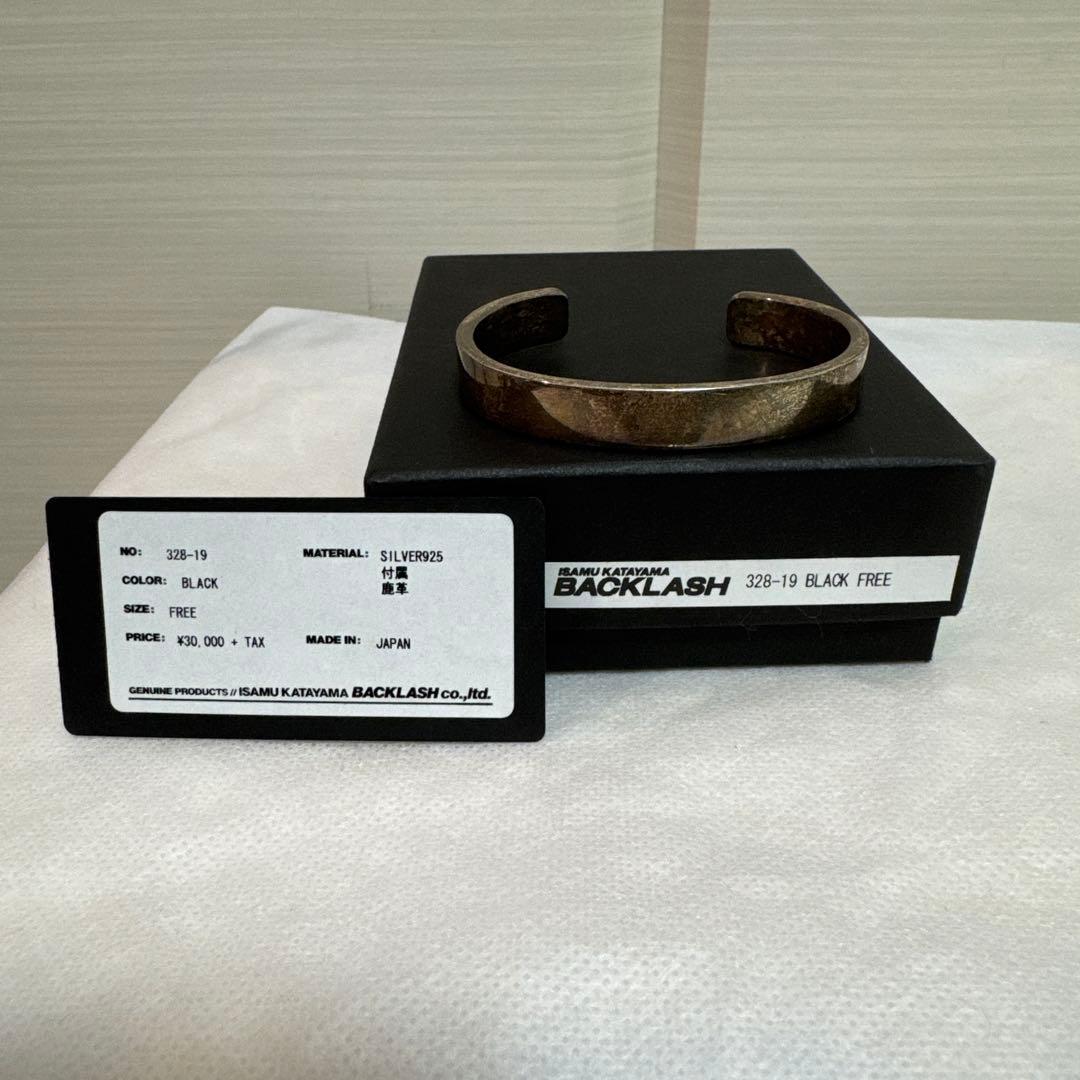 NO: 328-19
COLOR: BLACK
SIZE: FREE
PRICE: ¥30,000 + TAX
MATERIAL: SILVER925
付属
鹿革
MADE IN: JAPAN
GENUINE PRODUCTS // ISAMU KATAYAMA BACKLASH co.,ltd.
ISAMU KATAYAMA
BACKLASH 328-19 BLACK FREE